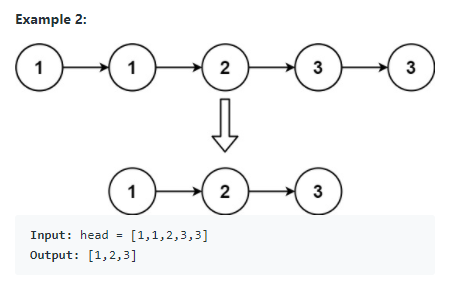 Example 2:
1 1 2 3 3
1 2 3
Input: head = [1,1,2,3,3]
Output: [1,2,3]